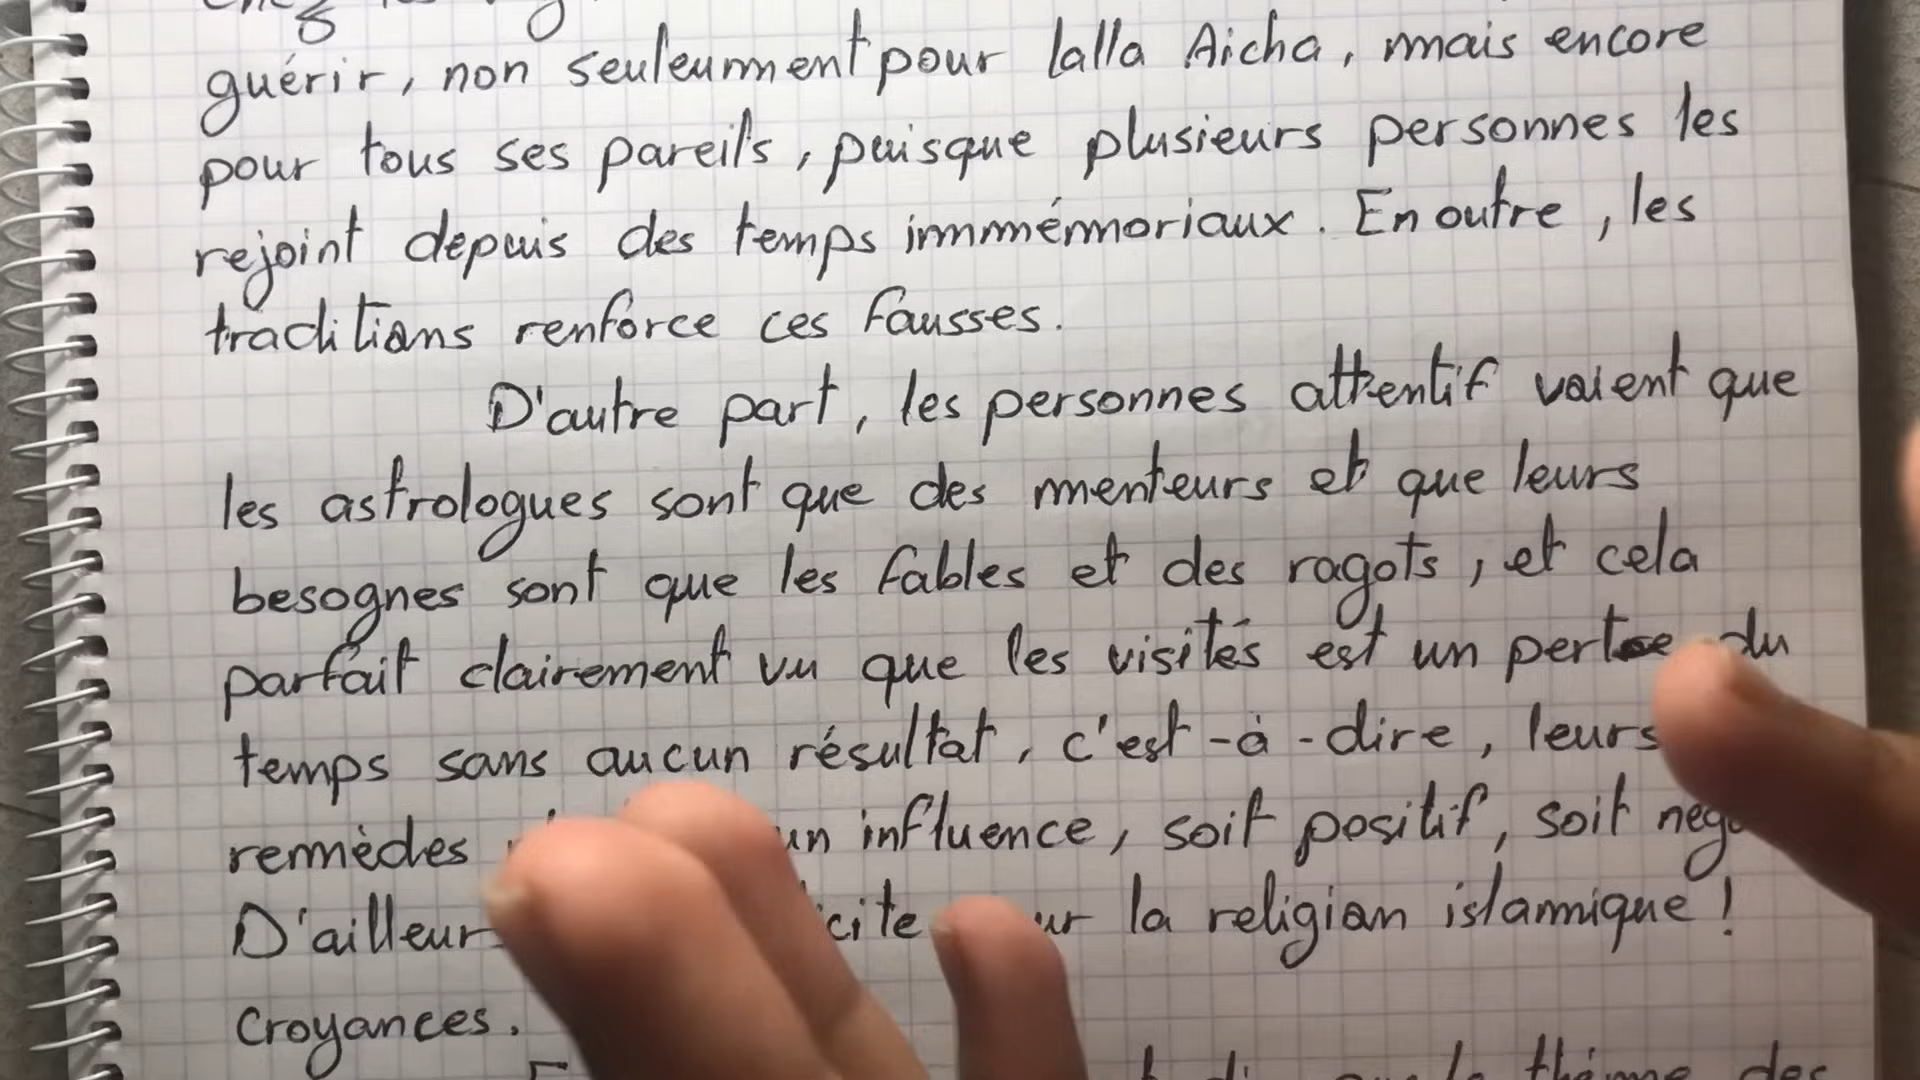 guérir, non seuleument pour lalla Aicha, mais encore
pour tous ses pareils, puisque plusieurs personnes les
rejoint depuis des temps immémoriaux. En outre, les
traditions renforce ces fausses.
D'autre part, les personnes attentif voient que
les astrologues sont que des menteurs et que leurs
besognes sont que les fables et des ragots, et cela
parfait clairement vu que les visités est un perte du
temps sans aucun résultat, c'est-à-dire, leurs
remèdes un influence, soit positif, soit
la religion islamique !
croyances.
des